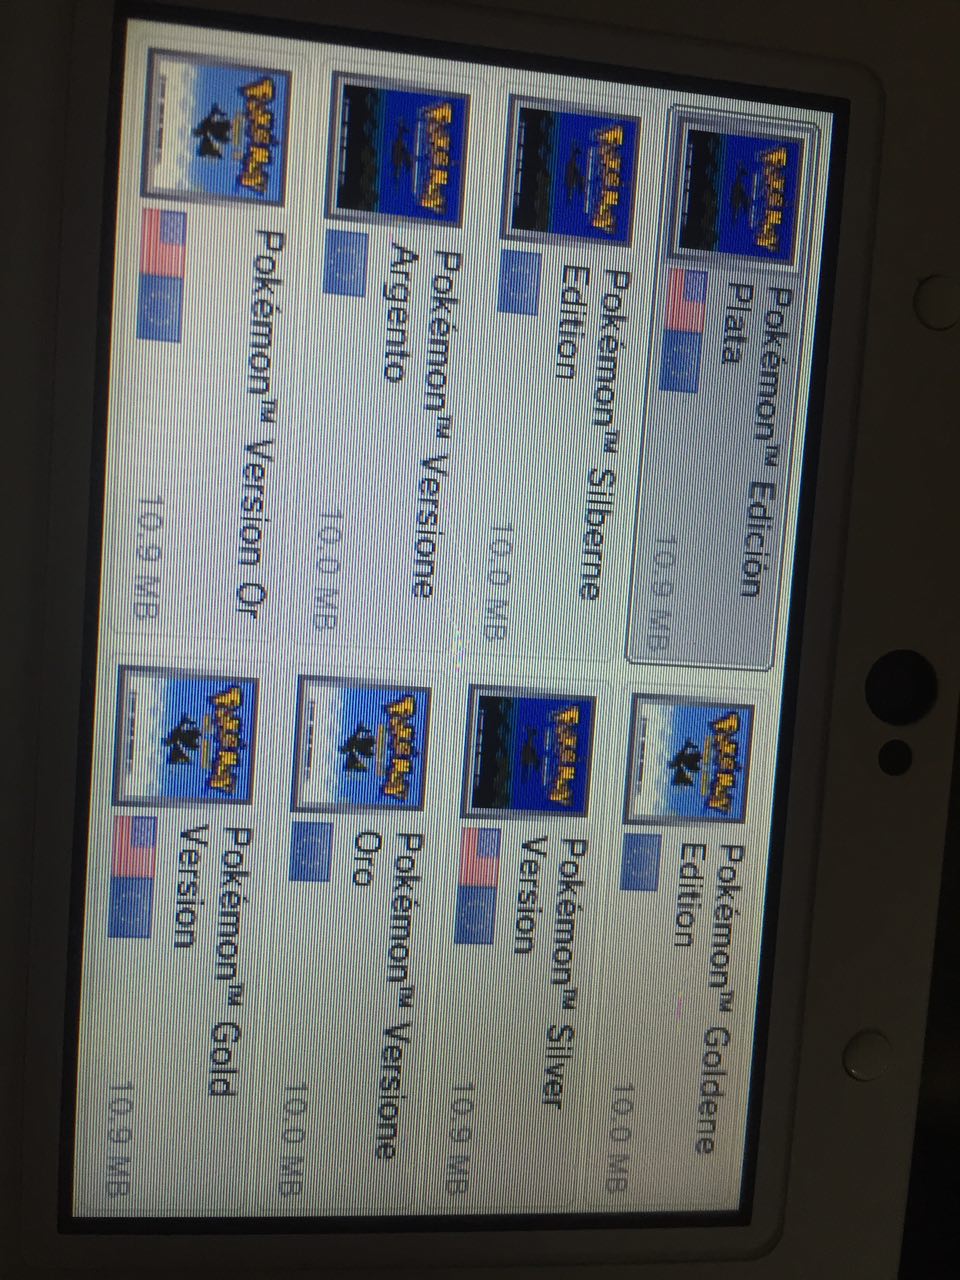 Pokémon™ Edición
Plata
10.9 MB
Pokémon™ Goldene
Edition
10.0 MB
Pokémon™ Silberne
Edition
10.0 MB
Pokémon™ Silver
Version
10.9 MB
Pokémon™ Versione
Argento
10.0 MB
Pokémon™ Versione
Oro
10.0 MB
Pokémon™ Version Or
10.9 MB
Pokémon™ Gold
Version
10.9 MB